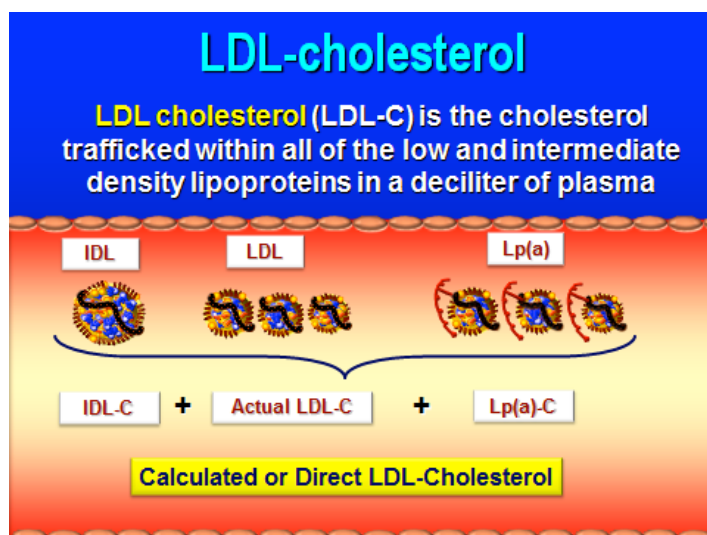 LDL-cholesterol
LDL cholesterol (LDL-C) is the cholesterol
trafficked within all of the low and intermediate
density lipoproteins in a deciliter of plasma
IDL LDL Lp(a)
IDL-C + Actual LDL-C + Lp(a)-C
Calculated or Direct LDL-Cholesterol